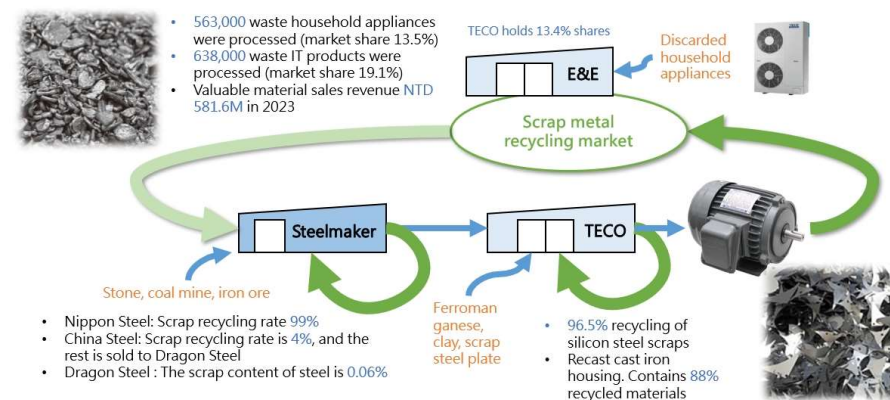 • 563,000 waste household appliances
were processed (market share 13.5%)
• 638,000 waste IT products were
processed (market share 19.1%)
• Valuable material sales revenue NTD
581.6M in 2023
TECO holds 13.4% shares
E&E
Discarded
household
appliances
Scrap metal
recycling market
Steelmaker
TECO
Stone, coal mine, iron ore
Ferroman
ganese,
clay, scrap
steel plate
• Nippon Steel: Scrap recycling rate 99%
• China Steel: Scrap recycling rate is 4%, and the
rest is sold to Dragon Steel
• Dragon Steel : The scrap content of steel is 0.06%
• 96.5% recycling of
silicon steel scraps
• Recast cast iron
housing. Contains 88%
recycled materials